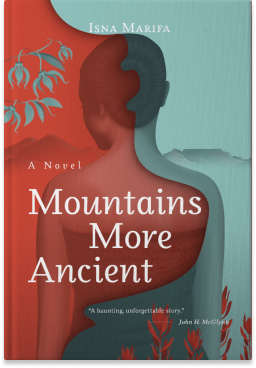 Isna Marifa
A Novel
Mountains
More
Ancient
"A haunting, unforgettable story."
John H. McGlynn